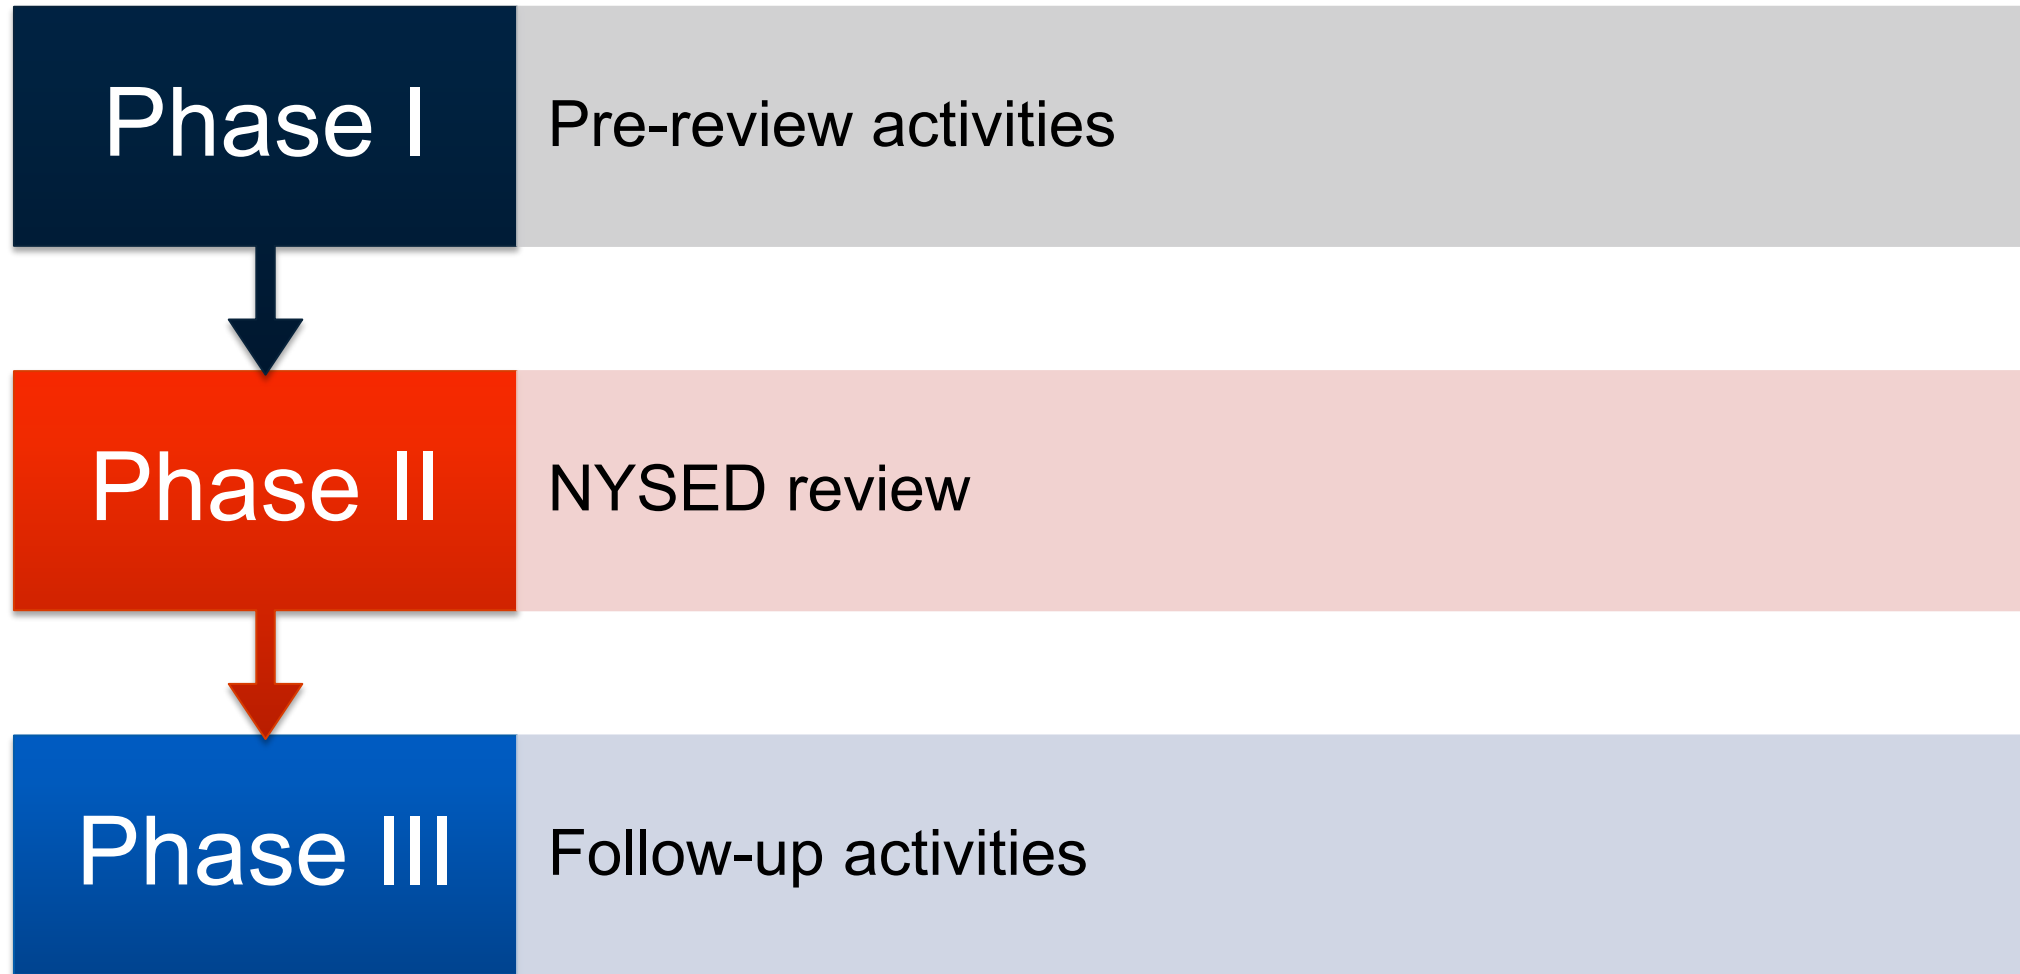 Phase I
Pre-review activities
Phase II
NYSED review
Phase III
Follow-up activities